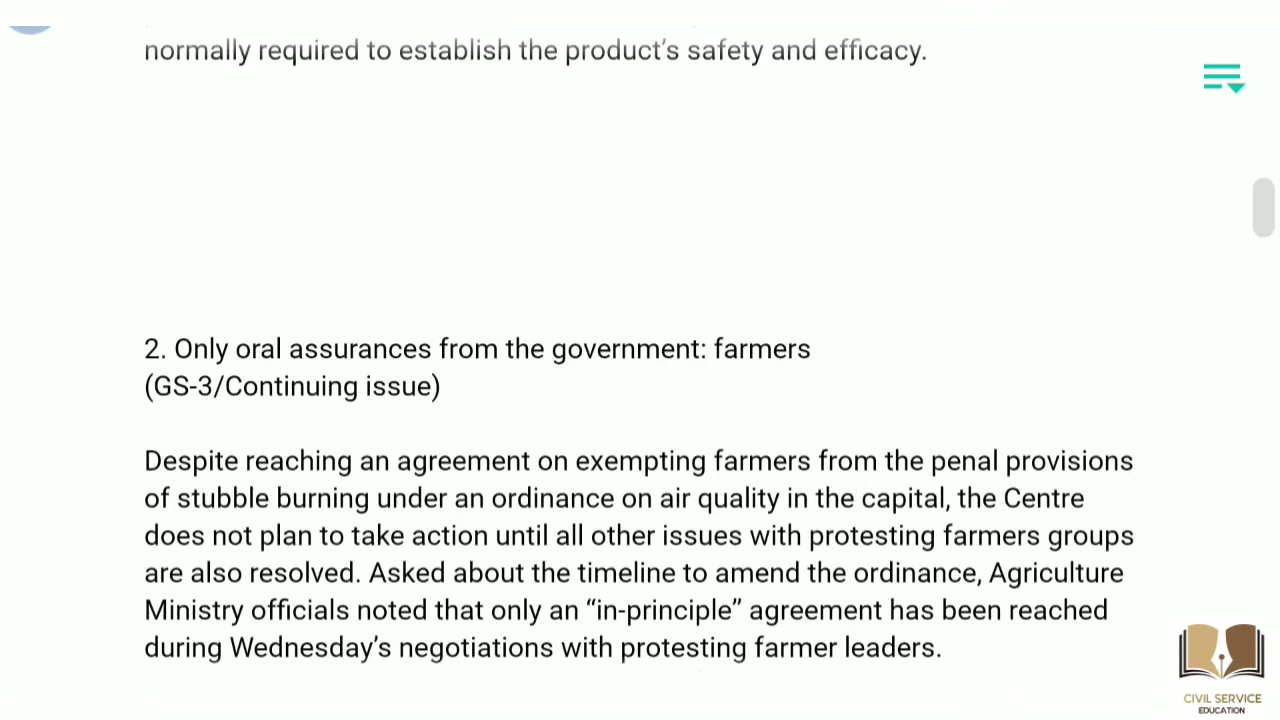 normally required to establish the product’s safety and efficacy.
2. Only oral assurances from the government: farmers
(GS-3/Continuing issue)
Despite reaching an agreement on exempting farmers from the penal provisions
of stubble burning under an ordinance on air quality in the capital, the Centre
does not plan to take action until all other issues with protesting farmers groups
are also resolved. Asked about the timeline to amend the ordinance, Agriculture
Ministry officials noted that only an “in-principle” agreement has been reached
during Wednesday’s negotiations with protesting farmer leaders.
CIVIL SERVICE
EDUCATION